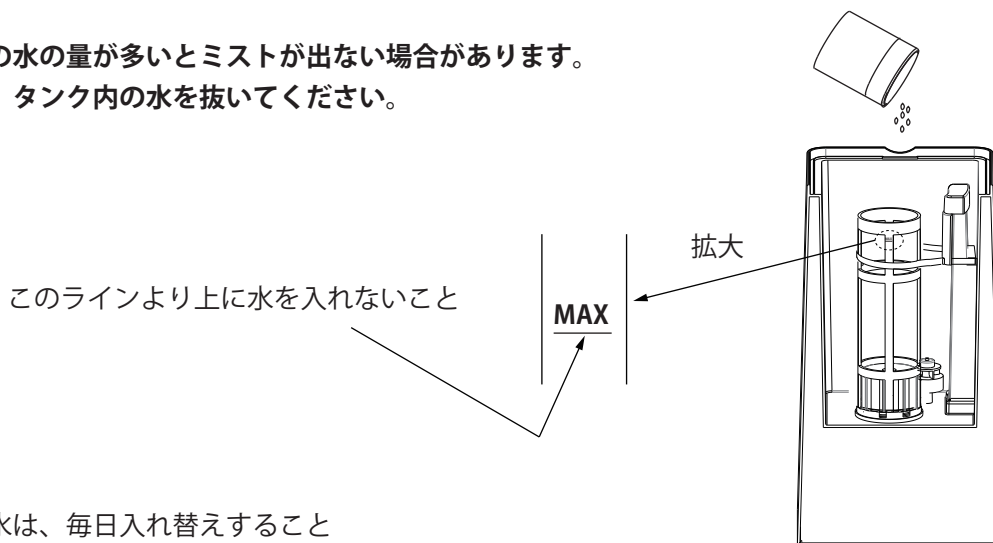 の水の量が多いとミストが出ない場合があります。
タンク内の水を抜いてください。
拡大
このラインより上に水を入れないこと
MAX
水は、毎日入れ替えすること